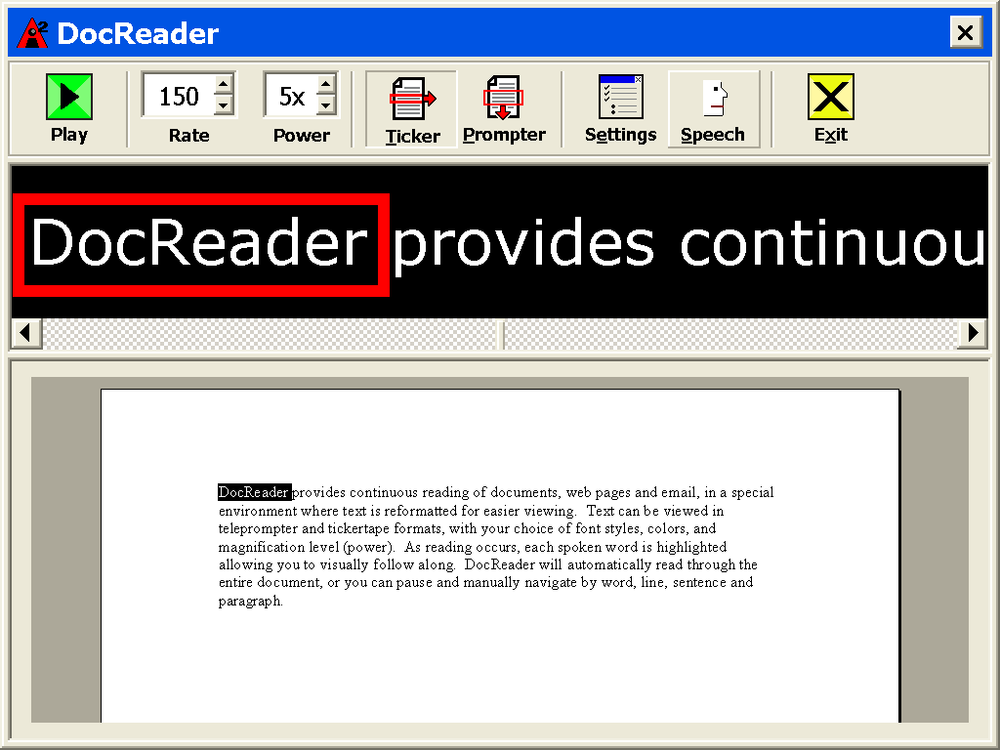 DocReader
Play
150
Rate
5x
Power
Ticker
Prompter
Settings
Speech
Exit
DocReader provides continuou
DocReader provides continuous reading of documents, web pages and email, in a special
environment where text is reformatted for easier viewing.  Text can be viewed in
teleprompter and tickertape formats, with your choice of font styles, colors, and
magnification level (power).  As reading occurs, each spoken word is highlighted
allowing you to visually follow along.  DocReader will automatically read through the
entire document, or you can pause and manually navigate by word, line, sentence and
paragraph.